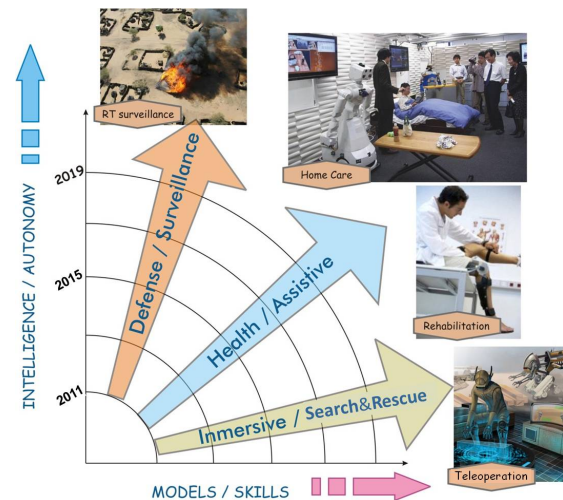 RT surveillance
Home Care
Rehabilitation
Teleoperation
INTELLIGENCE / AUTONOMY
2019
2015
2011
Defense / Surveillance
Health / Assistive
Inmersive / Search&Rescue
MODELS / SKILLS